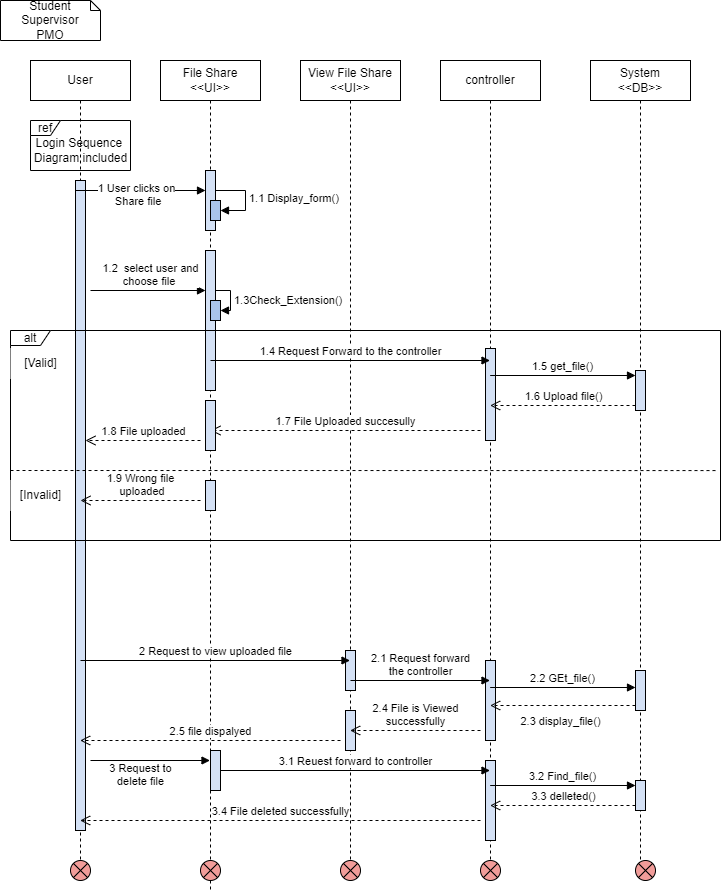 Student
Supervisor
PMO
User
File Share
<<UI>>
View File Share
<<UI>>
controller
System
<<DB>>
ref
Login Sequence
Diagram included
1 User clicks on
Share file
1.1 Display_form()
1.2  select user and
choose file
1.3Check_Extension()
alt
[Valid]
1.4 Request Forward to the controller
1.5 get_file()
1.6 Upload file()
1.7 File Uploaded succesully
1.8 File uploaded
[Invalid]
1.9 Wrong file
uploaded
2 Request to view uploaded file
2.1 Request forward
the controller
2.2 GEt_file()
2.3 display_file()
2.4 File is Viewed
successfully
2.5 file dispalyed
3 Request to
delete file
3.1 Reuest forward to controller
3.2 Find_file()
3.3 delleted()
3.4 File deleted successfully